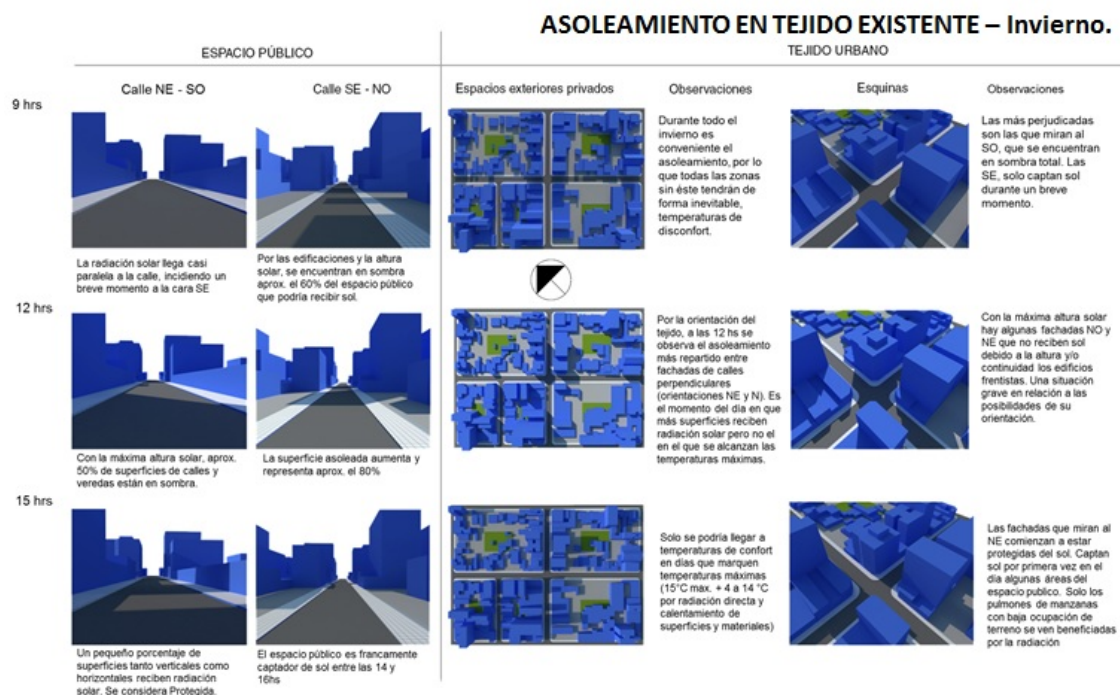 ASOLEAMIENTO EN TEJIDO EXISTENTE – Invierno.
ESPACIO PÚBLICO
TEJIDO URBANO
Calle NE - SO
Calle SE - NO
Espacios exteriores privados
Observaciones
Esquinas
Observaciones
9 hrs
La radiación solar llega casi
paralela a la calle, incidiendo un
breve momento a la cara SE
Por las edificaciones y la altura
solar, se encuentran en sombra
aprox. el 60% del espacio público
que podría recibir sol.
Durante todo el
invierno es
conveniente el
asoleamiento, por lo
que todas las zonas
sin éste tendrán de
forma inevitable,
temperaturas de
disconfort.
Las más perjudicadas
son las que miran al
SO, que se encuentran
en sombra total. Las
SE, solo captan sol
durante un breve
momento.
12 hrs
Con la máxima altura solar, aprox.
50% de superficies de calles y
veredas están en sombra.
La superficie asoleada aumenta y
representa aprox. el 80%
Por la orientación del
tejido, a las 12 hs se
observa el asoleamiento
más repartido entre
fachadas de calles
perpendiculares
(orientaciones NE y N). Es
el momento del día en que
más superficies reciben
radiación solar pero no el
en el que se alcanzan las
temperaturas máximas.
Con la máxima altura solar
hay algunas fachadas NO y
NE que no reciben sol
debido a la altura y/o
continuidad los edificios
frentistas. Una situación
grave en relación a las
posibilidades de su
orientación.
15 hrs
Un pequeño porcentaje de
superficies tanto verticales como
horizontales reciben radiación
solar. Se considera Protegida.
El espacio público es francamente
captador de sol entre las 14 y
16hs
Solo se podría llegar a
temperaturas de confort
en días que marquen
temperaturas máximas
(15°C max. + 4 a 14 °C
por radiación directa y
calentamiento de
superficies y materiales)
Las fachadas que miran al
NE comienzan a estar
protegidas del sol. Captan
sol por primera vez en el
día algunas áreas del
espacio publico. Solo los
pulmones de manzanas
con baja ocupación de
terreno se ven beneficiadas
por la radiación